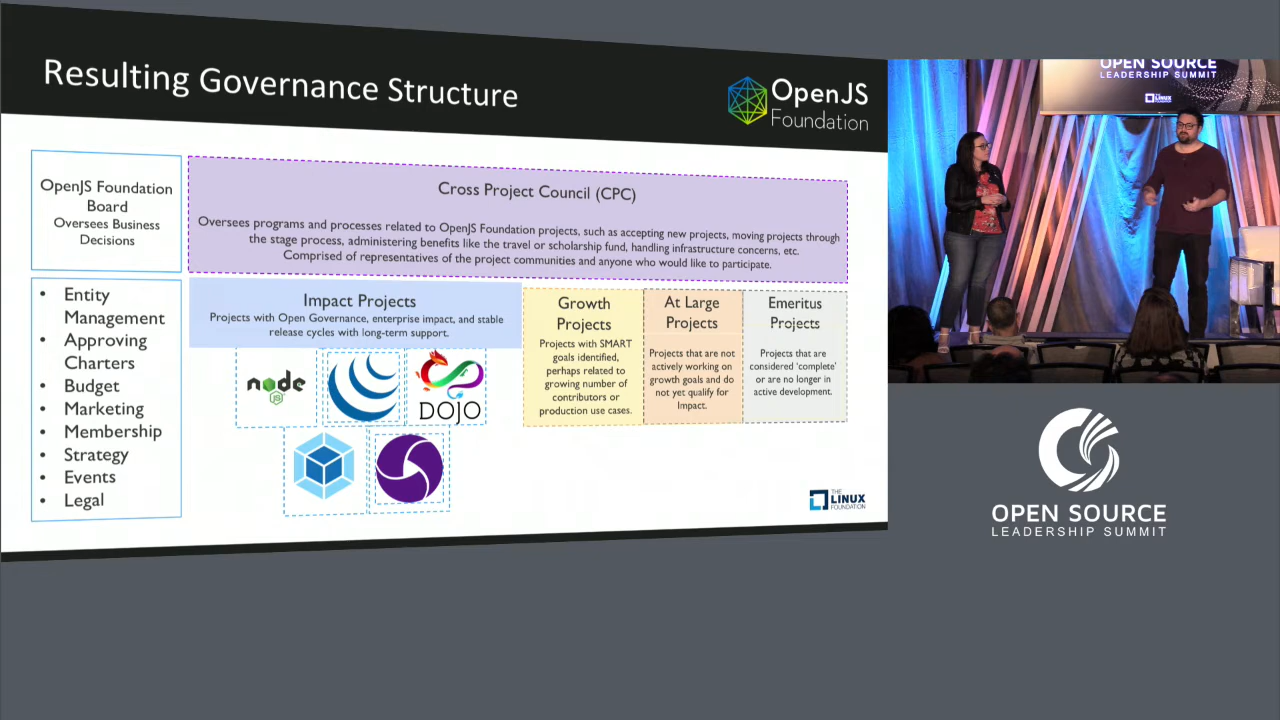 Resulting Governance Structure
OpenJS
Foundation
OpenJS Foundation
Board
Oversees Business
Decisions
Cross Project Council (CPC)
Oversees programs and processes related to OpenJS Foundation projects, such as accepting new projects, moving projects through
the stage process, administering benefits like the travel or scholarship fund, handling infrastructure concerns, etc.
Comprised of representatives of the project communities and anyone who would like to participate.
• Entity
Management
• Approving
Charters
• Budget
• Marketing
• Membership
• Strategy
• Events
• Legal
Impact Projects
Projects with Open Governance, enterprise impact, and stable
release cycles with long-term support.
node
JS
DOJO
Growth
Projects
Projects with SMART
goals identified,
perhaps related to
growing number of
contributors or
production use cases.
At Large
Projects
Projects that are not
actively working on
growth goals and do
not yet qualify for
Impact.
Emeritus
Projects
Projects that are
considered 'complete'
or are no longer in
active development.
THE
LINUX
FOUNDATION
OPEN SOURCE
LEADERSHIP SUMMIT
THE
LINUX
FOUNDATION
OPEN SOURCE
LEADERSHIP SUMMIT